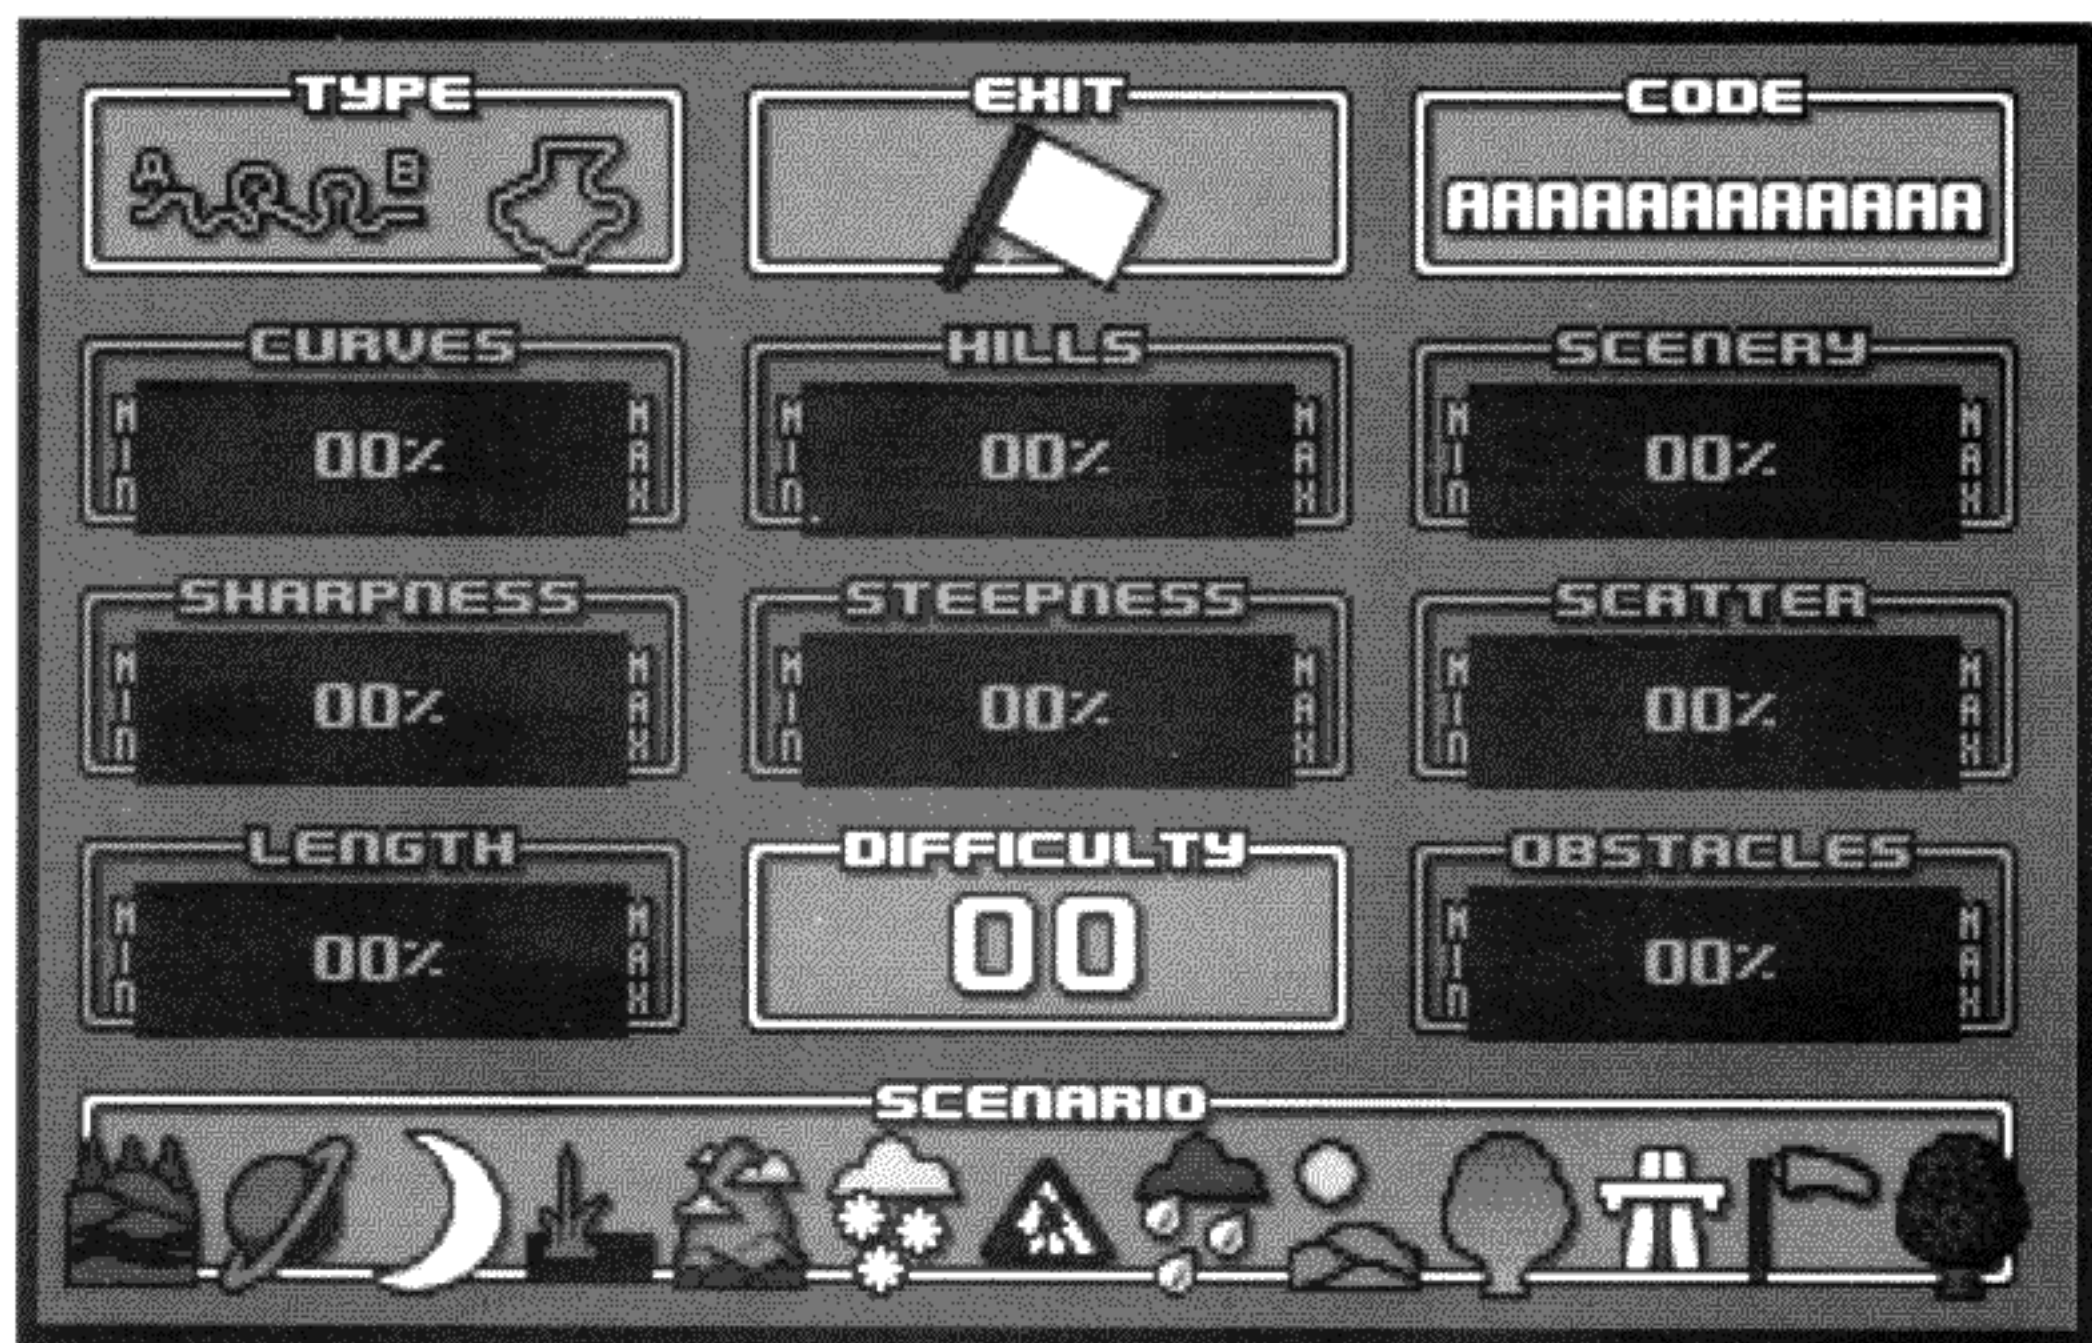 TYPE
A B
EXIT
CODE
AAAAAAAAAAAA
CURVES
MIN 00% MAX
HILLS
MIN 00% MAX
SCENERY
MIN 00% MAX
SHARPNESS
MIN 00% MAX
STEEPNESS
MIN 00% MAX
SCATTER
MIN 00% MAX
LENGTH
MIN 00% MAX
DIFFICULTY
00
OBSTACLES
MIN 00% MAX
SCENARIO